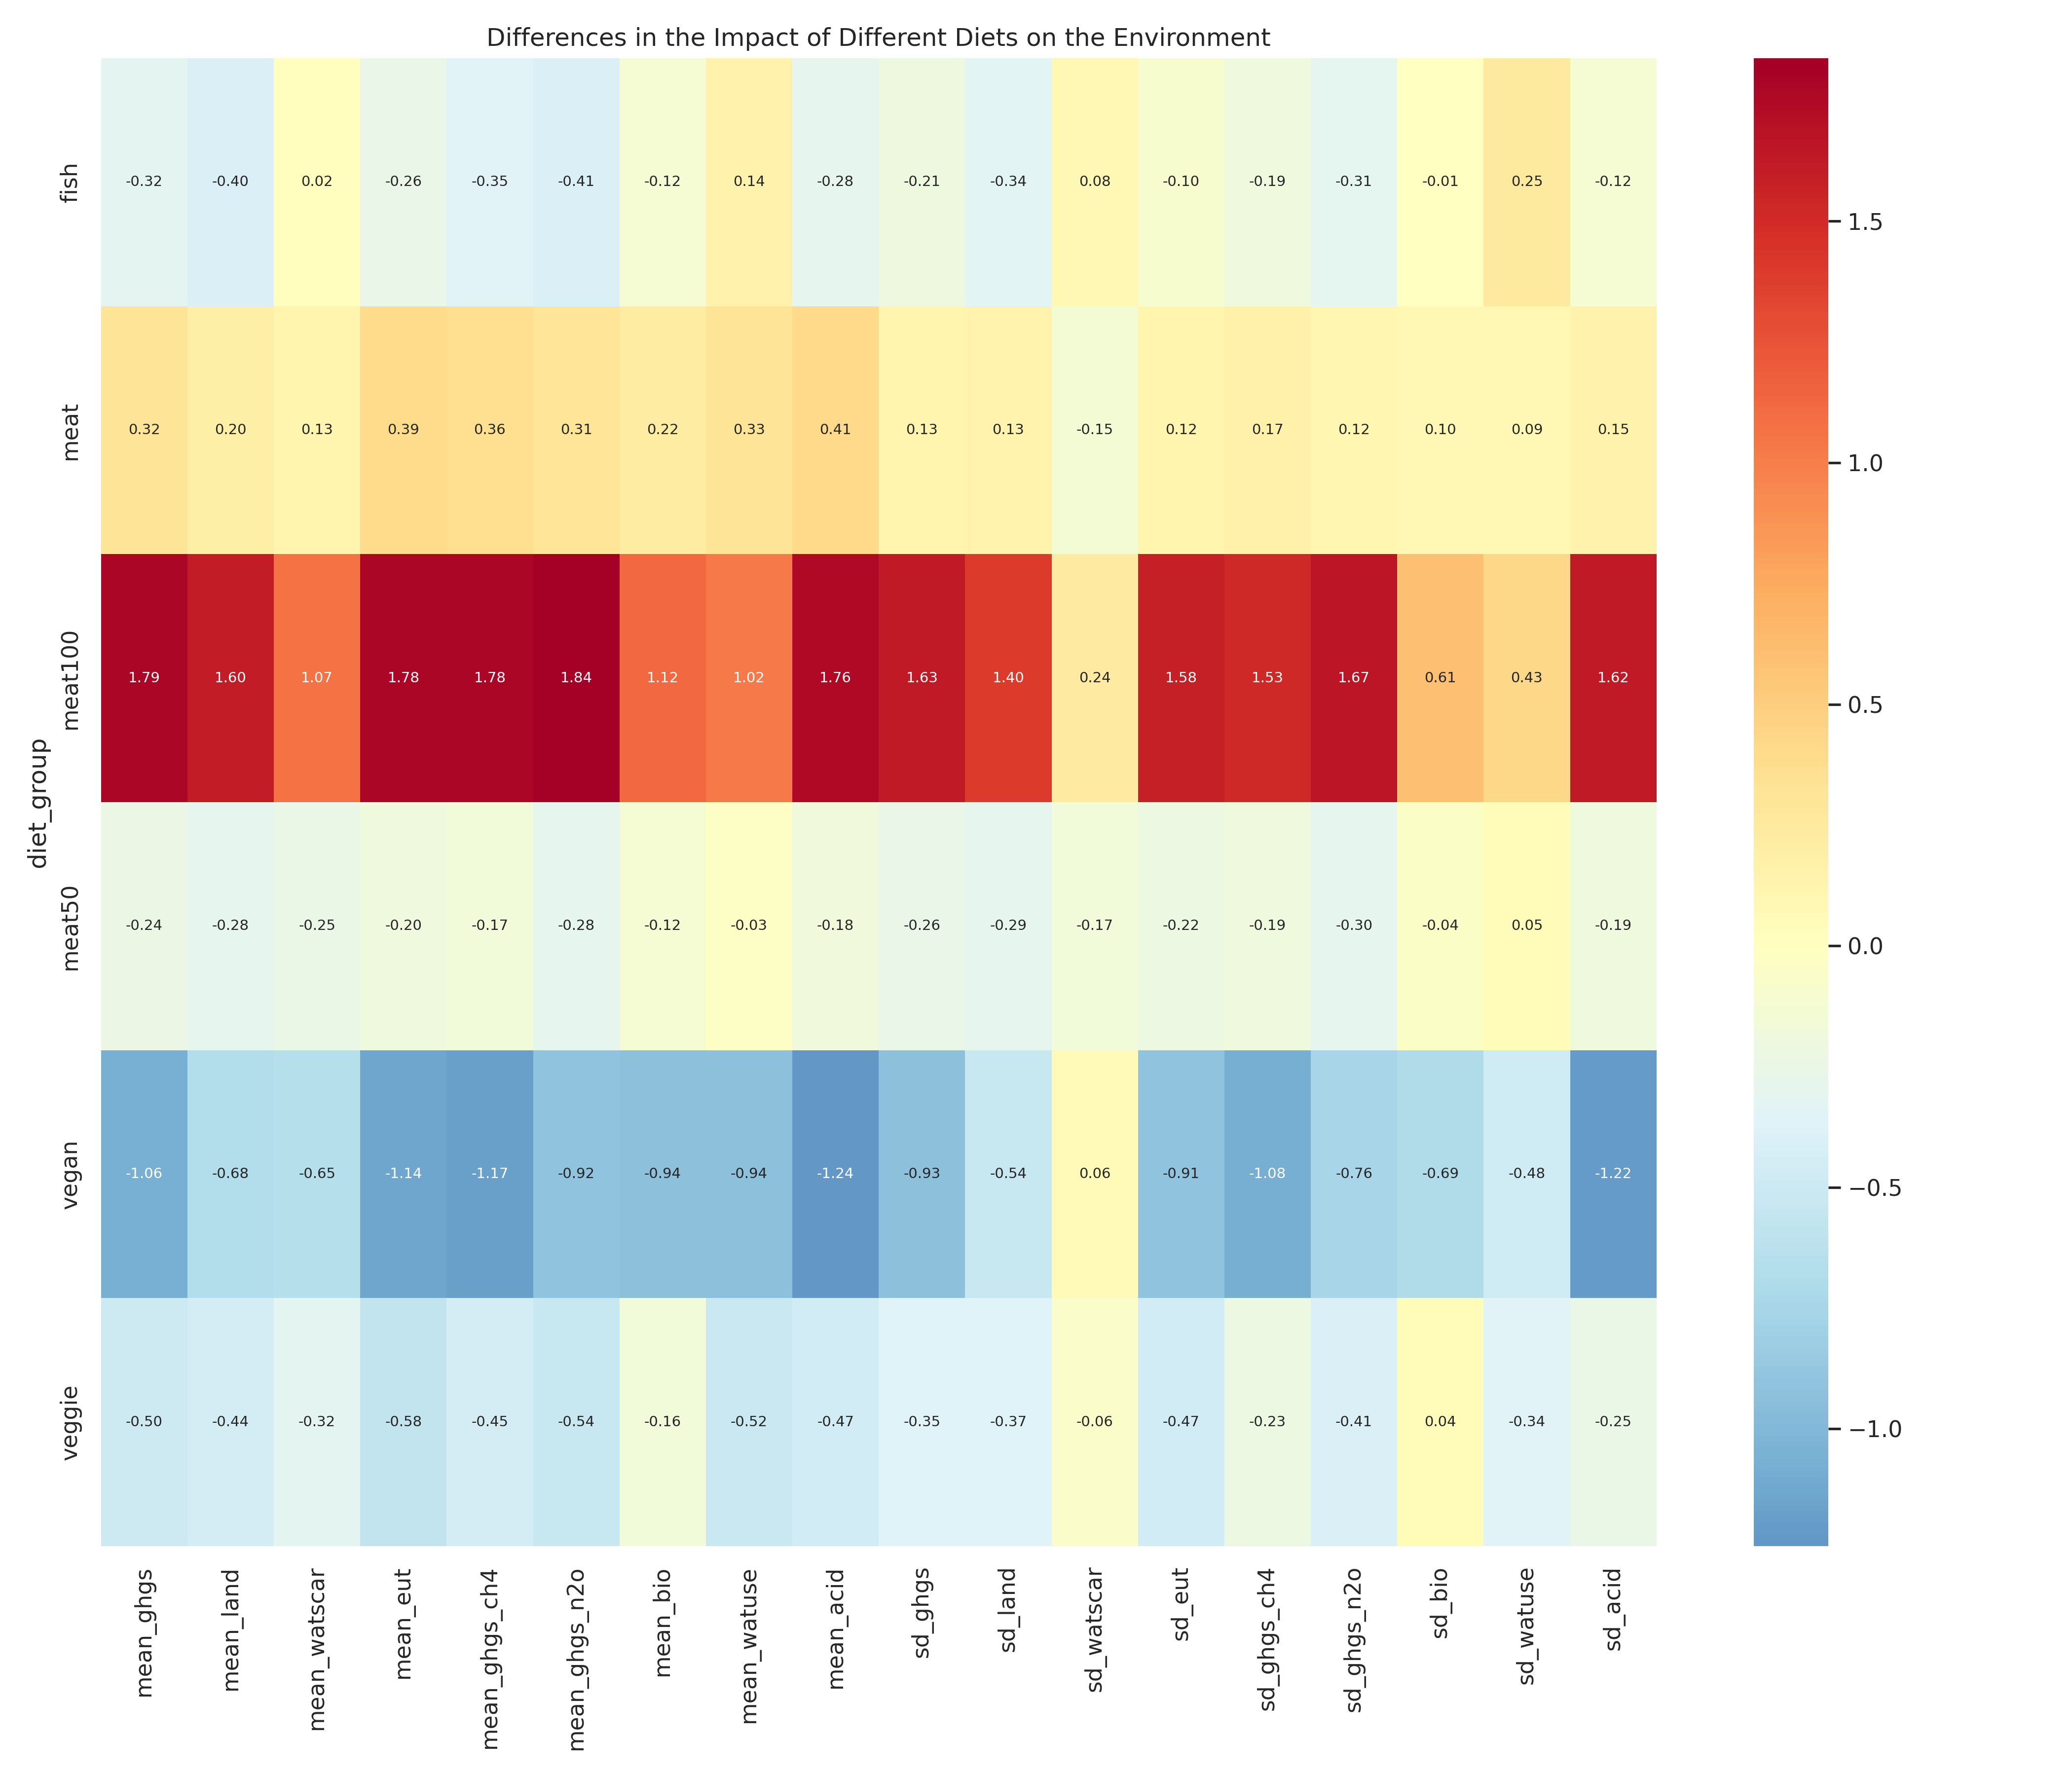 Differences in the Impact of Different Diets on the Environment
diet_group
fish
-0.32 -0.40 0.02 -0.26 -0.35 -0.41 -0.12 0.14 -0.28 -0.21 -0.34 0.08 -0.10 -0.19 -0.31 -0.01 0.25 -0.12
meat
0.32 0.20 0.13 0.39 0.36 0.31 0.22 0.33 0.41 0.13 0.13 -0.15 0.12 0.17 0.12 0.10 0.09 0.15
meat100
1.79 1.60 1.07 1.78 1.78 1.84 1.12 1.02 1.76 1.63 1.40 0.24 1.58 1.53 1.67 0.61 0.43 1.62
meat50
-0.24 -0.28 -0.25 -0.20 -0.17 -0.28 -0.12 -0.03 -0.18 -0.26 -0.29 -0.17 -0.22 -0.19 -0.30 -0.04 0.05 -0.19
vegan
-1.06 -0.68 -0.65 -1.14 -1.17 -0.92 -0.94 -0.94 -1.24 -0.93 -0.54 0.06 -0.91 -1.08 -0.76 -0.69 -0.48 -1.22
veggie
-0.50 -0.44 -0.32 -0.58 -0.45 -0.54 -0.16 -0.52 -0.47 -0.35 -0.37 -0.06 -0.47 -0.23 -0.41 0.04 -0.34 -0.25
mean_ghgs
mean_land
mean_watscar
mean_eut
mean_ghgs_ch4
mean_ghgs_n2o
mean_bio
mean_watuse
mean_acid
sd_ghgs
sd_land
sd_watscar
sd_eut
sd_ghgs_ch4
sd_ghgs_n2o
sd_bio
sd_watuse
sd_acid
1.5
1.0
0.5
0.0
−0.5
−1.0